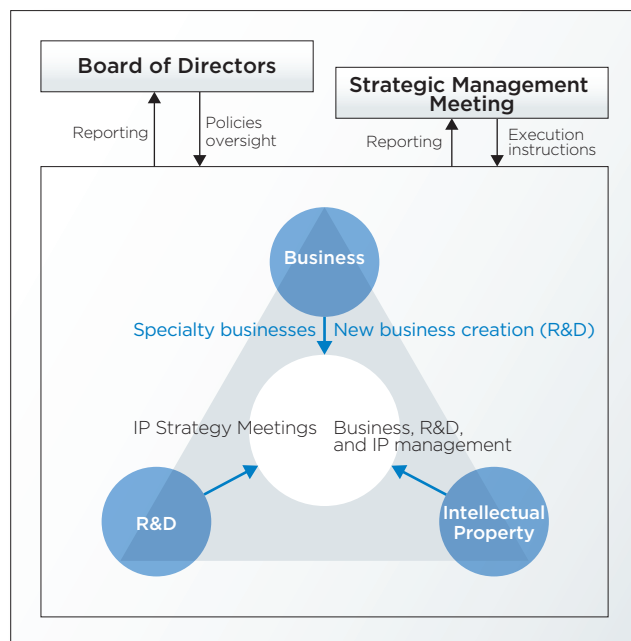 Board of Directors
Strategic Management
Meeting
Reporting
Policies
oversight
Reporting
Execution
instructions
Business
Specialty businesses
New business creation (R&D)
IP Strategy Meetings
Business, R&D,
and IP management
R&D
Intellectual
Property